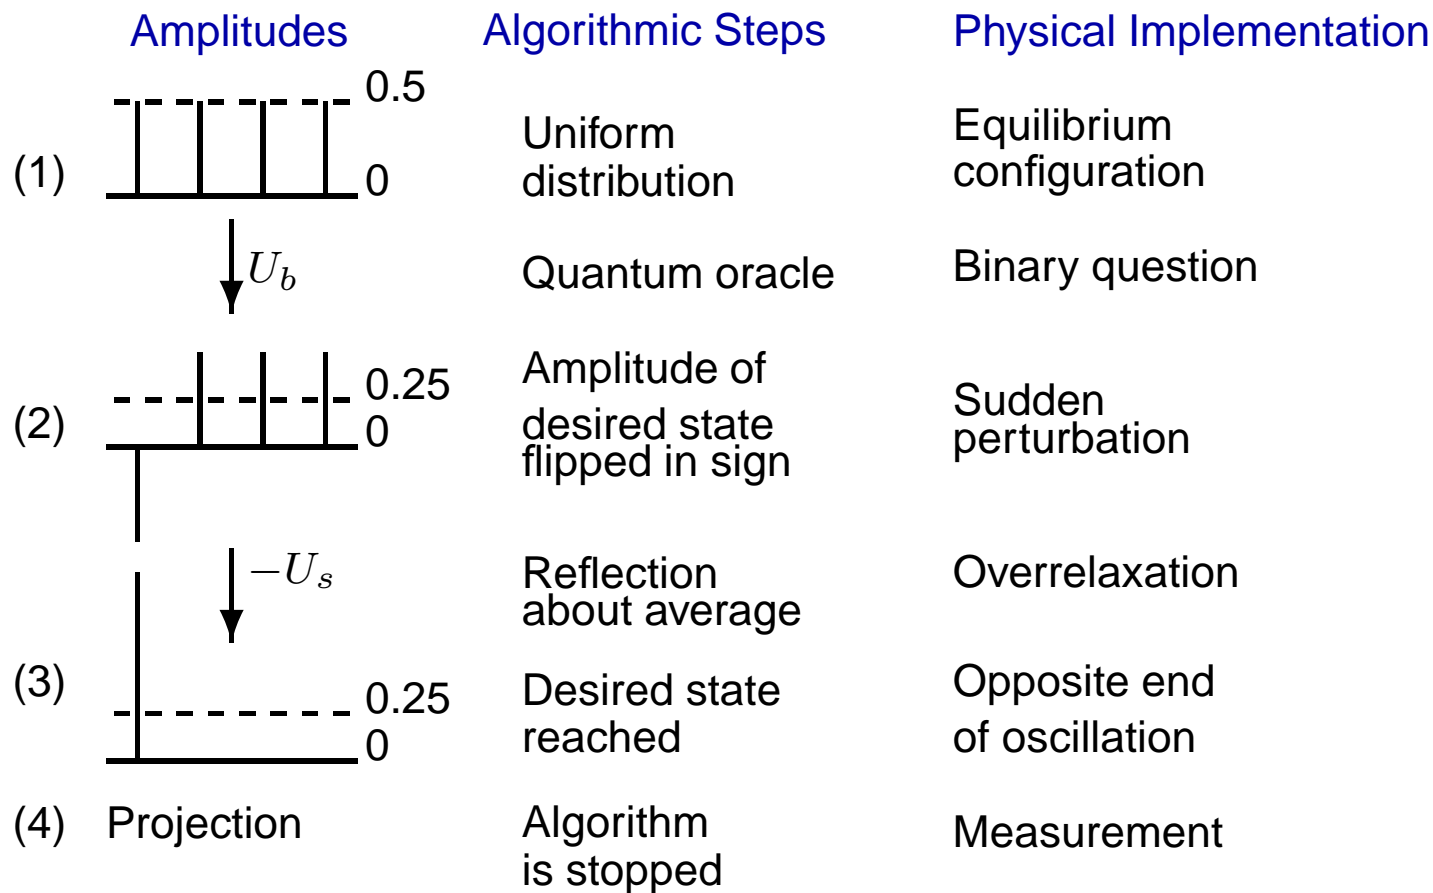 Amplitudes Algorithmic Steps Physical Implementation
0.5
(1)
0
Uniform
distribution
Equilibrium
configuration
U_b
Quantum oracle
Binary question
(2)
0.25
0
Amplitude of
desired state
flipped in sign
Sudden
perturbation
−U_s
Reflection
about average
Overrelaxation
(3)
0.25
0
Desired state
reached
Opposite end
of oscillation
(4) Projection
Algorithm
is stopped
Measurement